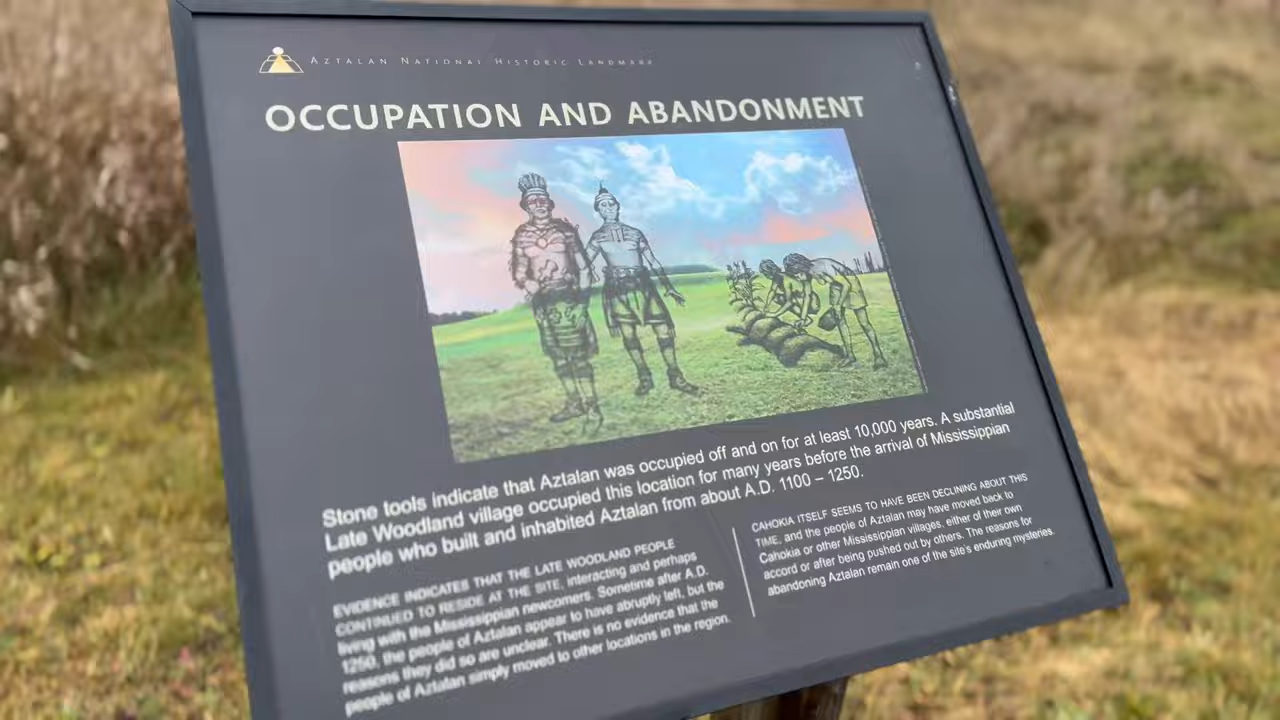 AZTALAN NATIONAL HISTORIC LANDMARK
OCCUPATION AND ABANDONMENT
Stone tools indicate that Aztalan was occupied off and on for at least 10,000 years. A substantial
Late Woodland village occupied this location for many years before the arrival of Mississippian
people who built and inhabited Aztalan from about A.D. 1100 – 1250.
EVIDENCE INDICATES THAT THE LATE WOODLAND PEOPLE
CONTINUED TO RESIDE AT THE SITE, interacting and perhaps
living with the Mississippian newcomers. Sometime after A.D.
1250, the people of Aztalan appear to have abruptly left, but the
reasons they did so are unclear. There is no evidence that the
people of Aztalan simply moved to other locations in the region.
CAHOKIA ITSELF SEEMS TO HAVE BEEN DECLINING ABOUT THIS
TIME, and the people of Aztalan may have moved back to
Cahokia or other Mississippian villages, either of their own
accord or after being pushed out by others. The reasons for
abandoning Aztalan remain one of the site's enduring mysteries.